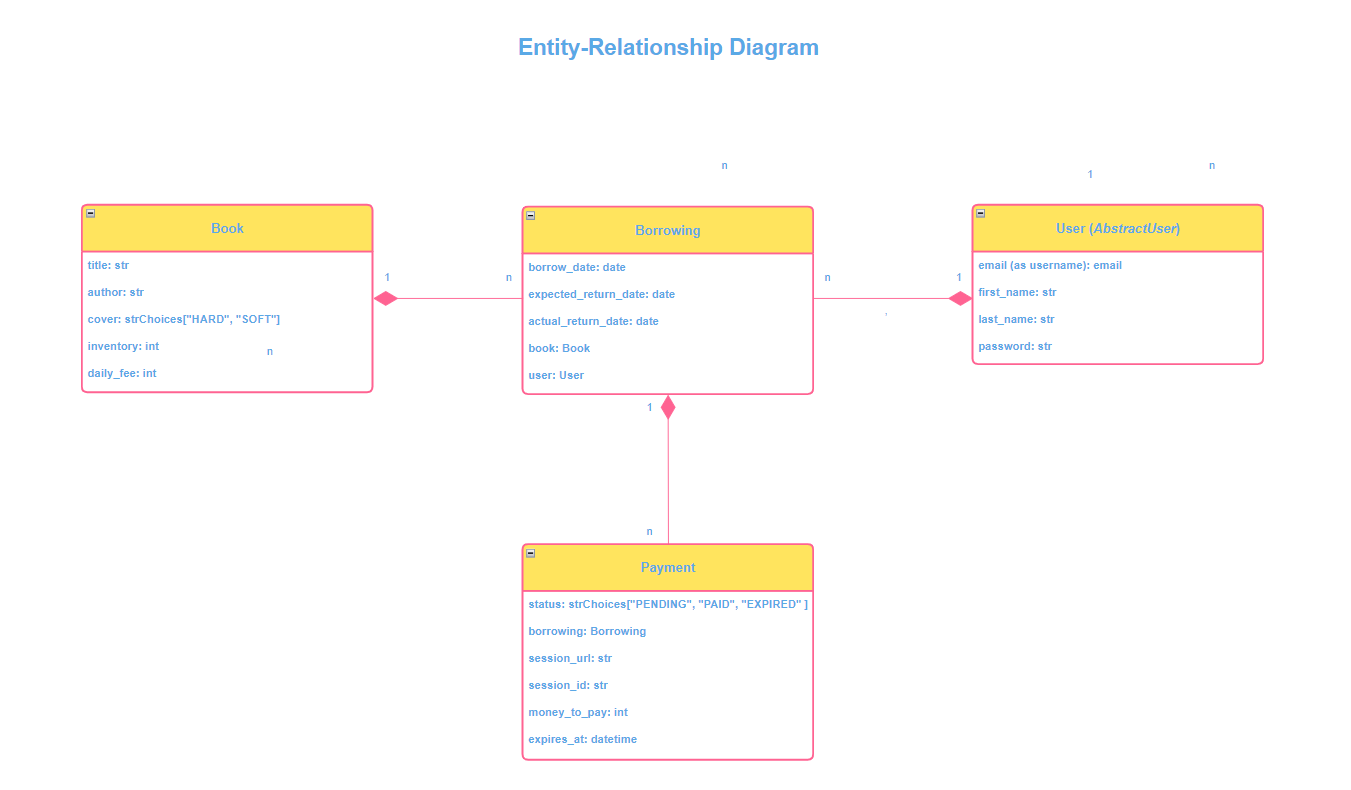 Entity-Relationship Diagram
n
1
n
Book
title: str
author: str
cover: strChoices["HARD", "SOFT"]
inventory: int
n
daily_fee: int
1
n
Borrowing
borrow_date: date
expected_return_date: date
actual_return_date: date
book: Book
user: User
n
1
,
User (AbstractUser)
email (as username): email
first_name: str
last_name: str
password: str
1
n
Payment
status: strChoices["PENDING", "PAID", "EXPIRED" ]
borrowing: Borrowing
session_url: str
session_id: str
money_to_pay: int
expires_at: datetime